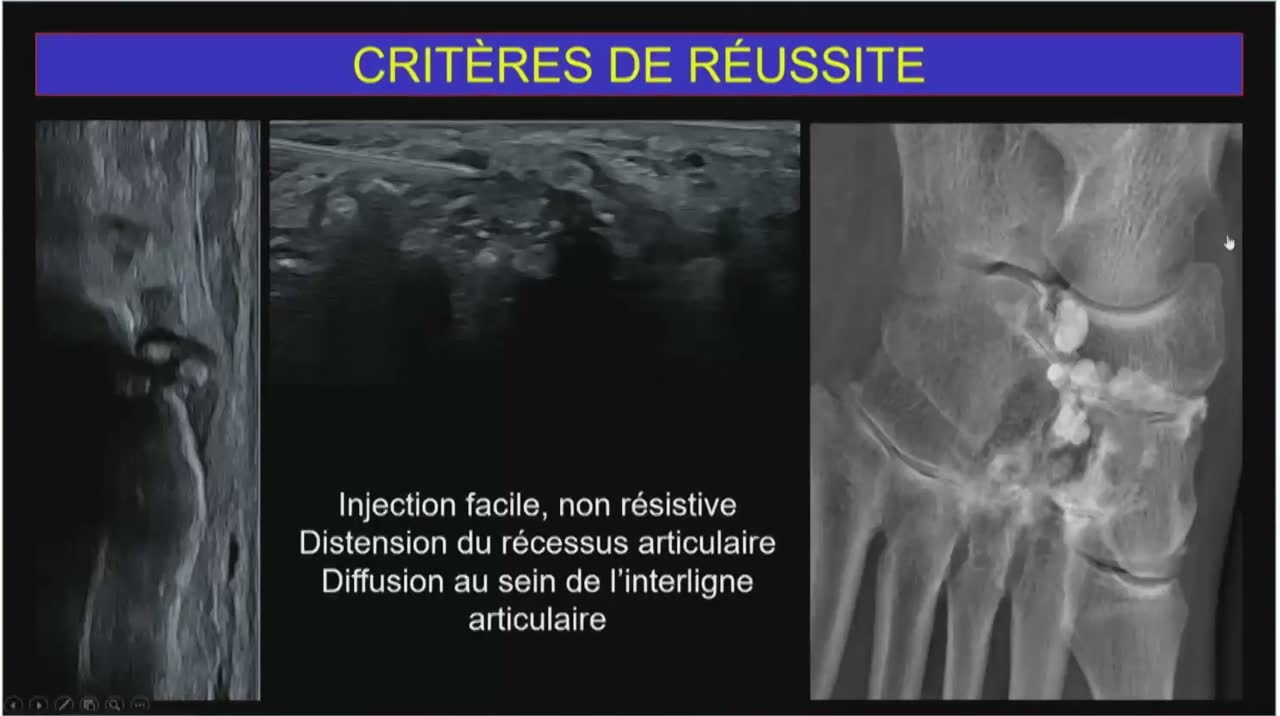 CRITÈRES DE RÉUSSITE
Injection facile, non résistive
Distension du récessus articulaire
Diffusion au sein de l'interligne
articulaire